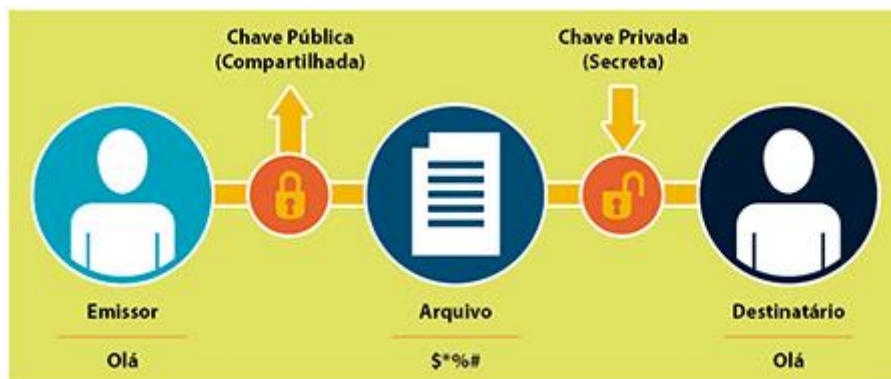 Chave Pública
(Compartilhada)
Chave Privada
(Secreta)
Emissor
Arquivo
Destinatário
Olá
$*%#
Olá